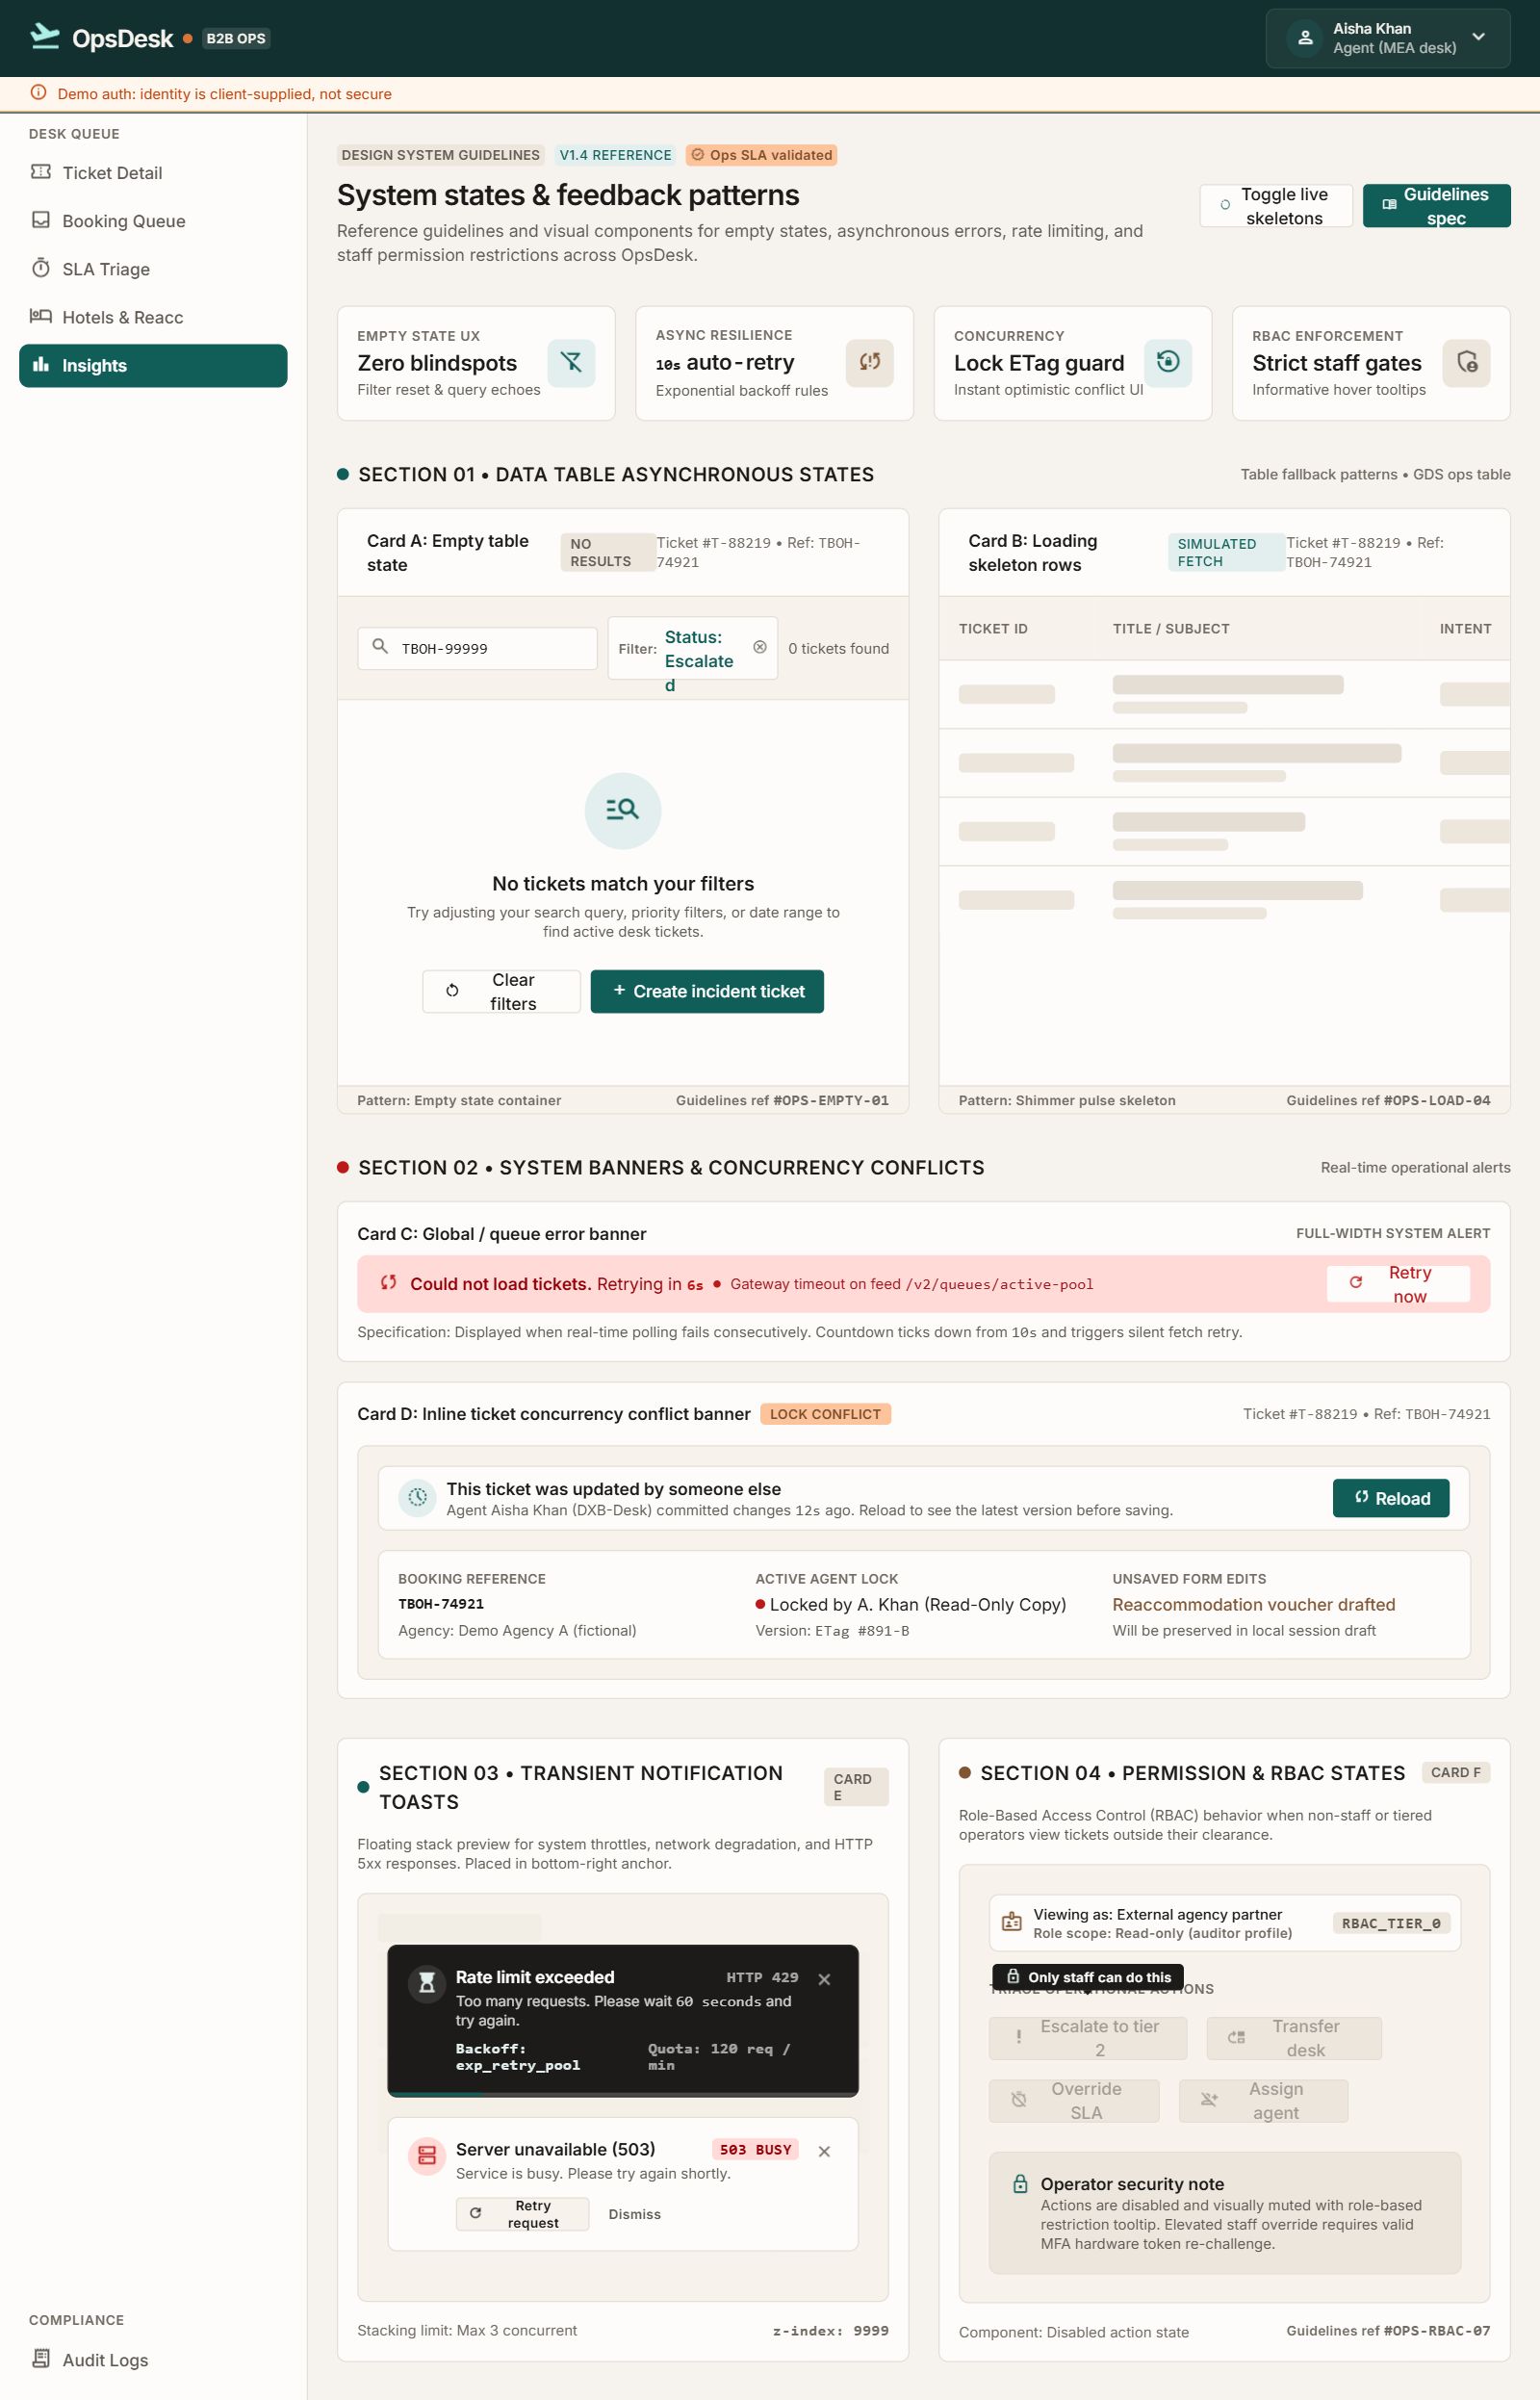 OpsDesk B2B OPS
Aisha Khan
Agent (MEA desk)
Demo auth: identity is client-supplied, not secure
DESK QUEUE
Ticket Detail
Booking Queue
SLA Triage
Hotels & Reacc
Insights
COMPLIANCE
Audit Logs
DESIGN SYSTEM GUIDELINES V1.4 REFERENCE Ops SLA validated
System states & feedback patterns
Reference guidelines and visual components for empty states, asynchronous errors, rate limiting, and
staff permission restrictions across OpsDesk.
Toggle live
skeletons
Guidelines
spec
EMPTY STATE UX
Zero blindspots
Filter reset & query echoes
ASYNC RESILIENCE
10s auto-retry
Exponential backoff rules
CONCURRENCY
Lock ETag guard
Instant optimistic conflict UI
RBAC ENFORCEMENT
Strict staff gates
Informative hover tooltips
SECTION 01 • DATA TABLE ASYNCHRONOUS STATES
Table fallback patterns • GDS ops table
Card A: Empty table
state
NO
RESULTS
Ticket #T-88219 • Ref: TBOH-
74921
TBOH-99999
Filter:
Status:
Escalate
d
0 tickets found
No tickets match your filters
Try adjusting your search query, priority filters, or date range to
find active desk tickets.
Clear
filters
+ Create incident ticket
Pattern: Empty state container
Guidelines ref #OPS-EMPTY-01
Card B: Loading
skeleton rows
SIMULATED
FETCH
Ticket #T-88219 • Ref:
TBOH-74921
TICKET ID TITLE / SUBJECT INTENT
Pattern: Shimmer pulse skeleton
Guidelines ref #OPS-LOAD-04
SECTION 02 • SYSTEM BANNERS & CONCURRENCY CONFLICTS
Real-time operational alerts
Card C: Global / queue error banner
FULL-WIDTH SYSTEM ALERT
Could not load tickets. Retrying in 6s • Gateway timeout on feed /v2/queues/active-pool
Retry
now
Specification: Displayed when real-time polling fails consecutively. Countdown ticks down from 10s and triggers silent fetch retry.
Card D: Inline ticket concurrency conflict banner LOCK CONFLICT
Ticket #T-88219 • Ref: TBOH-74921
This ticket was updated by someone else
Agent Aisha Khan (DXB-Desk) committed changes 12s ago. Reload to see the latest version before saving.
Reload
BOOKING REFERENCE
TBOH-74921
Agency: Demo Agency A (fictional)
ACTIVE AGENT LOCK
Locked by A. Khan (Read-Only Copy)
Version: ETag #891-B
UNSAVED FORM EDITS
Reaccommodation voucher drafted
Will be preserved in local session draft
SECTION 03 • TRANSIENT NOTIFICATION
TOASTS
CARD
E
Floating stack preview for system throttles, network degradation, and HTTP
5xx responses. Placed in bottom-right anchor.
Rate limit exceeded
HTTP 429
Too many requests. Please wait 60 seconds and
try again.
Backoff:
exp_retry_pool
Quota: 120 req /
min
Server unavailable (503)
503 BUSY
Service is busy. Please try again shortly.
Retry
request
Dismiss
Stacking limit: Max 3 concurrent
z-index: 9999
SECTION 04 • PERMISSION & RBAC STATES
CARD F
Role-Based Access Control (RBAC) behavior when non-staff or tiered
operators view tickets outside their clearance.
Viewing as: External agency partner
Role scope: Read-only (auditor profile)
RBAC_TIER_0
Only staff can do this
TRIAGE OPERATIONAL ACTIONS
Escalate to tier
2
Transfer
desk
Override
SLA
Assign
agent
Operator security note
Actions are disabled and visually muted with role-based
restriction tooltip. Elevated staff override requires valid
MFA hardware token re-challenge.
Component: Disabled action state
Guidelines ref #OPS-RBAC-07